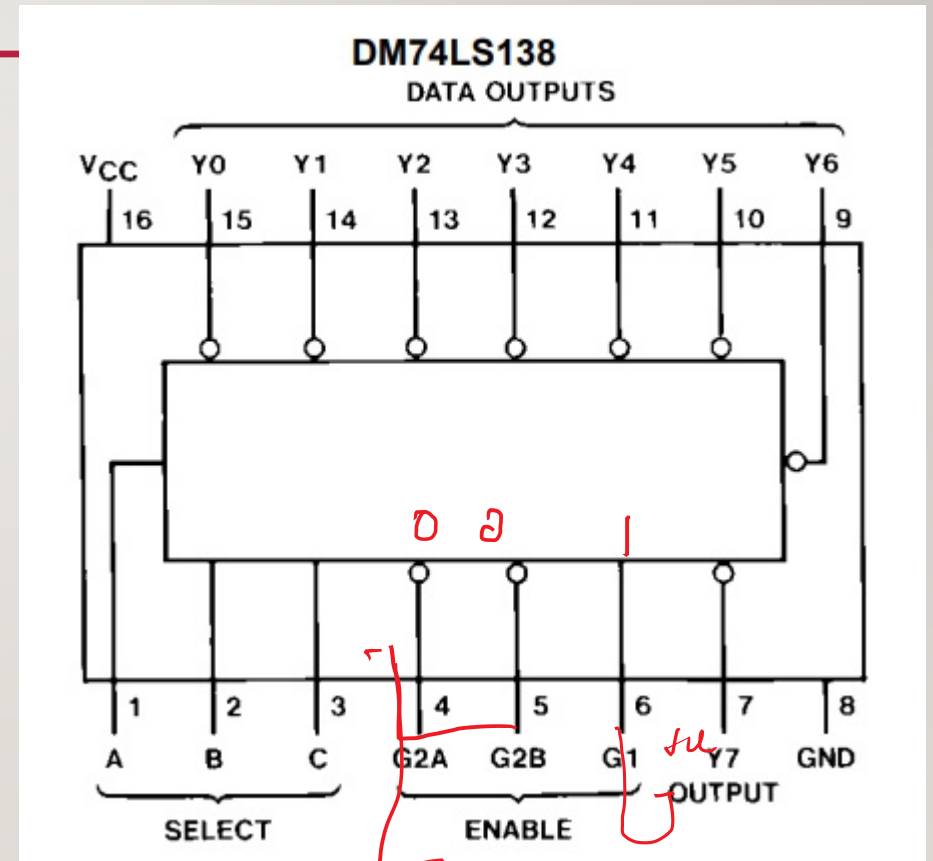 DM74LS138
DATA OUTPUTS
VCC Y0 Y1 Y2 Y3 Y4 Y5 Y6
16 15 14 13 12 11 10 9
0 0 1
1 2 3 4 5 6 7 8
A B C G2A G2B G1 Y7 GND
OUTPUT
SELECT ENABLE